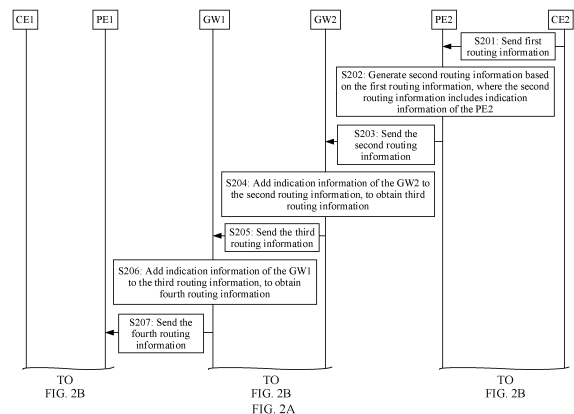 CE1 PE1 GW1 GW2 PE2 CE2
S201: Send first
routing information
S202: Generate second routing information based
on the first routing information, where the second
routing information includes indication
information of the PE2
S203: Send the
second routing
information
S204: Add indication information of the GW2 to
the second routing information, to obtain third
routing information
S205: Send the third
routing information
S206: Add indication information of the GW1
to the third routing information, to obtain
fourth routing information
S207: Send the
fourth routing
information
TO TO TO
FIG. 2B FIG. 2B FIG. 2B
FIG. 2A